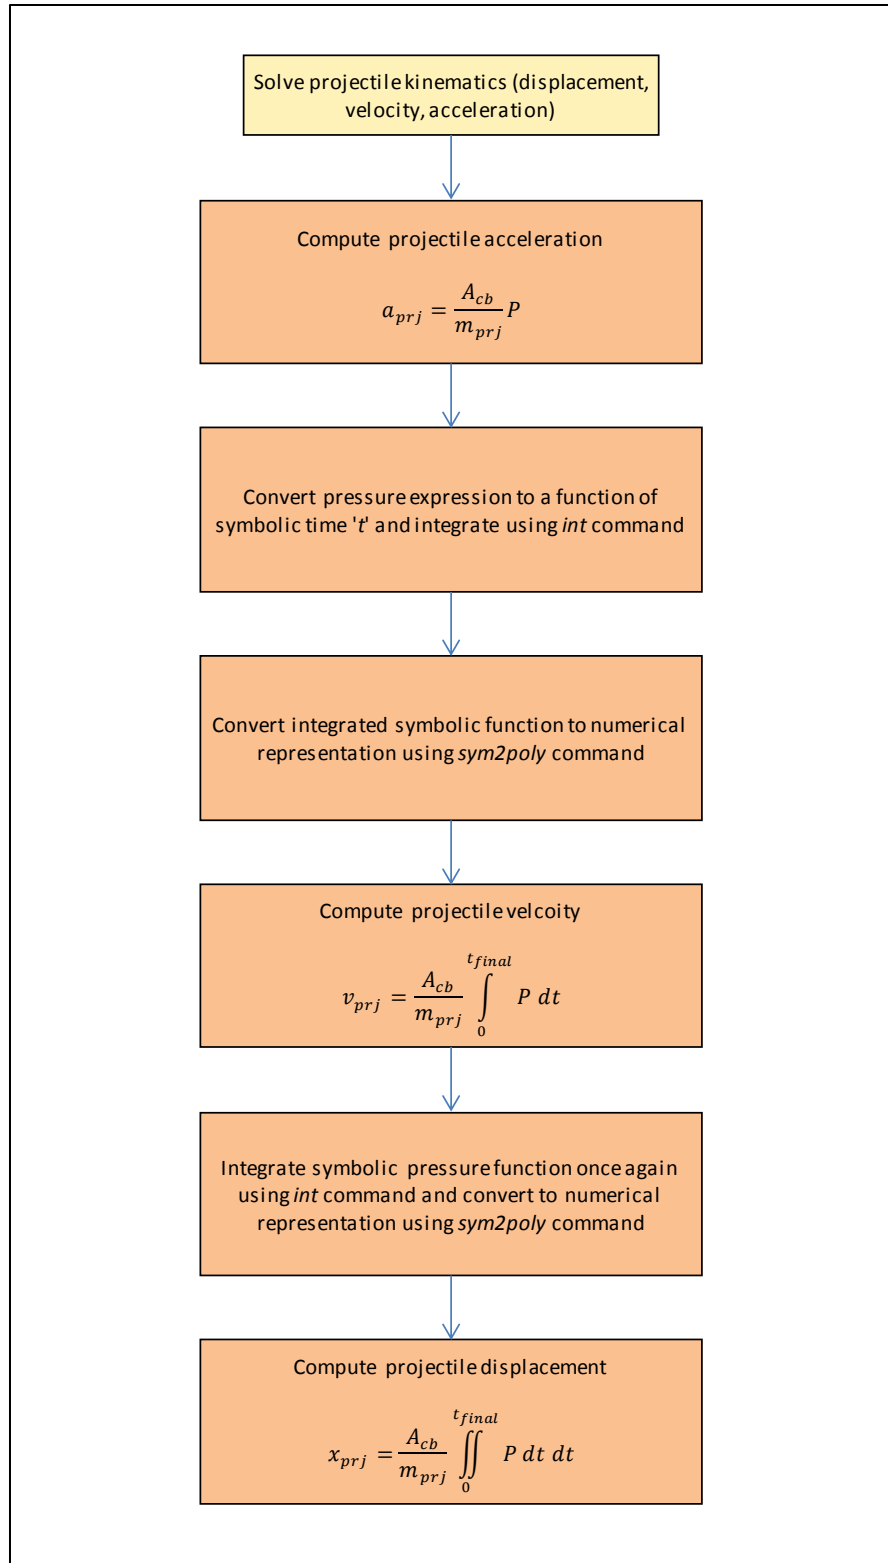 Solve projectile kinematics (displacement,
velocity, acceleration)
Compute projectile acceleration
a_prj = A_cb/m_prj P
Convert pressure expression to a function of
symbolic time 't' and integrate using int command
Convert integrated symbolic function to numerical
representation using sym2poly command
Compute projectile velcoity
v_prj = A_cb/m_prj ∫_0^t_final P dt
Integrate symbolic pressure function once again
using int command and convert to numerical
representation using sym2poly command
Compute projectile displacement
x_prj = A_cb/m_prj ∬_0^t_final P dt dt